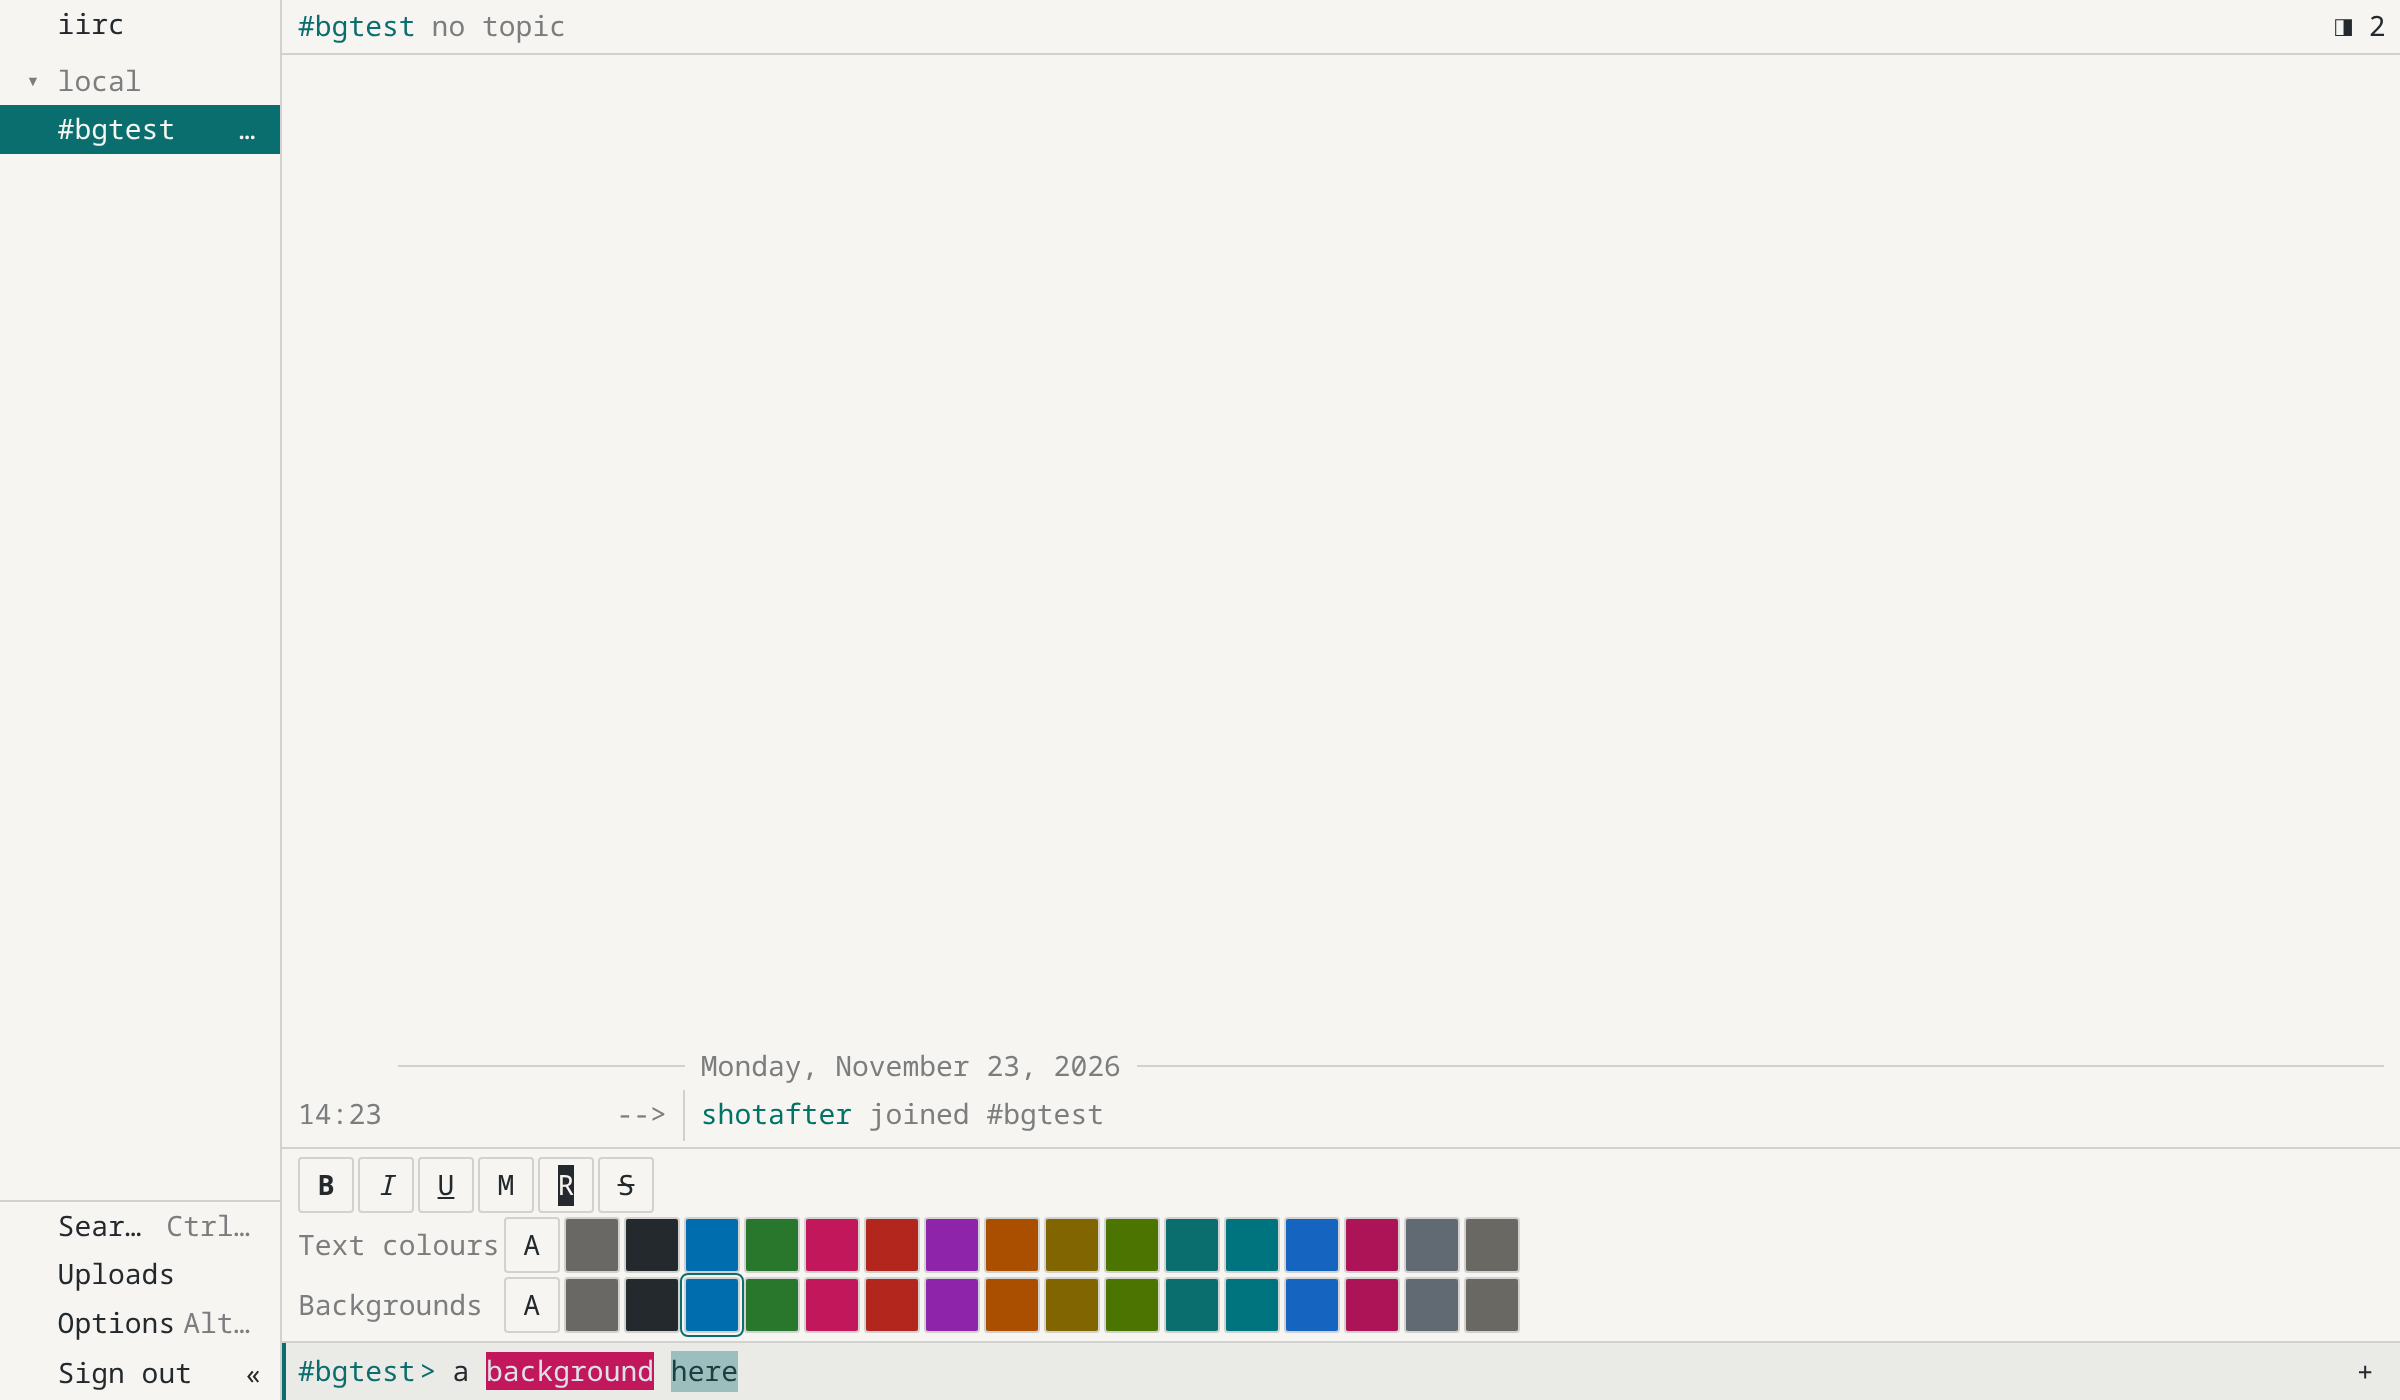 iirc
▾ local
#bgtest …
Sear… Ctrl…
Uploads
Options Alt…
Sign out «
#bgtest no topic ◨ 2
Monday, November 23, 2026
14:23 --> shotafter joined #bgtest
B I U M R S
Text colours A
Backgrounds A
#bgtest> a background here +